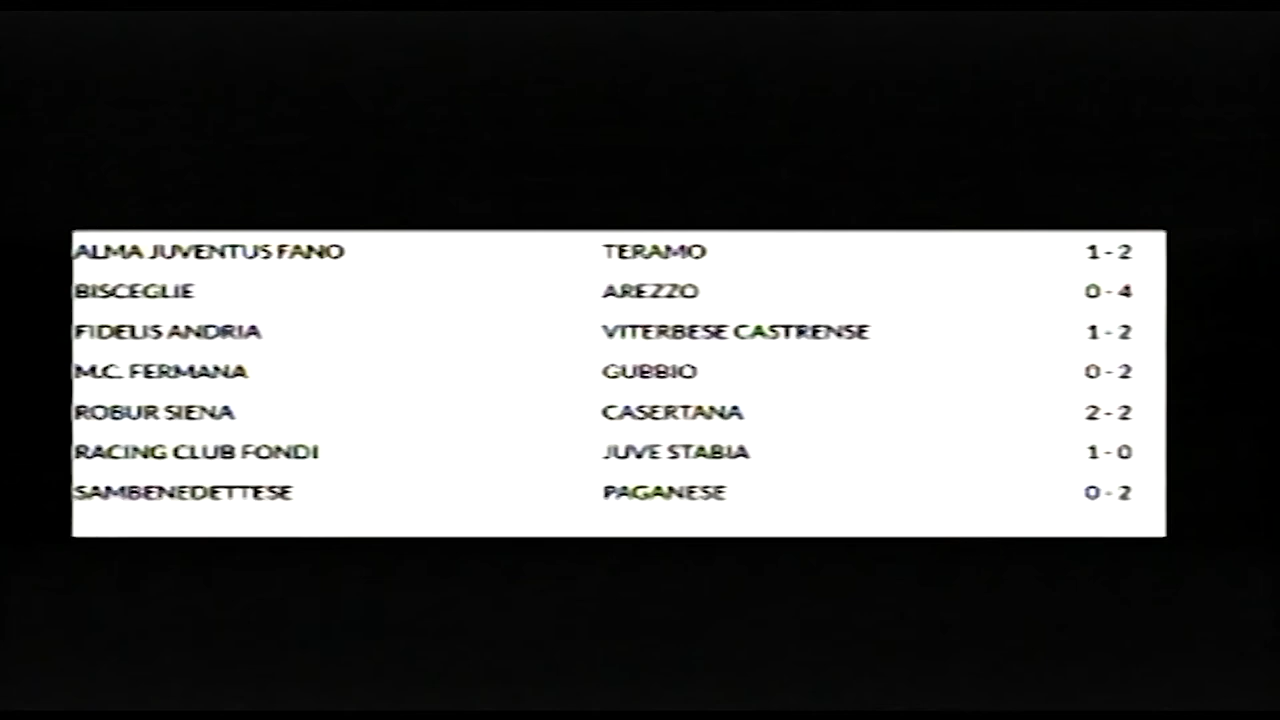 ALMA JUVENTUS FANO TERAMO 1 - 2
BISCEGLIE AREZZO 0 - 4
FIDELIS ANDRIA VITERBESE CASTRENSE 1 - 2
M.C. FERMANA GUBBIO 0 - 2
ROBUR SIENA CASERTANA 2 - 2
RACING CLUB FONDI JUVE STABIA 1 - 0
SAMBENEDETTESE PAGANESE 0 - 2